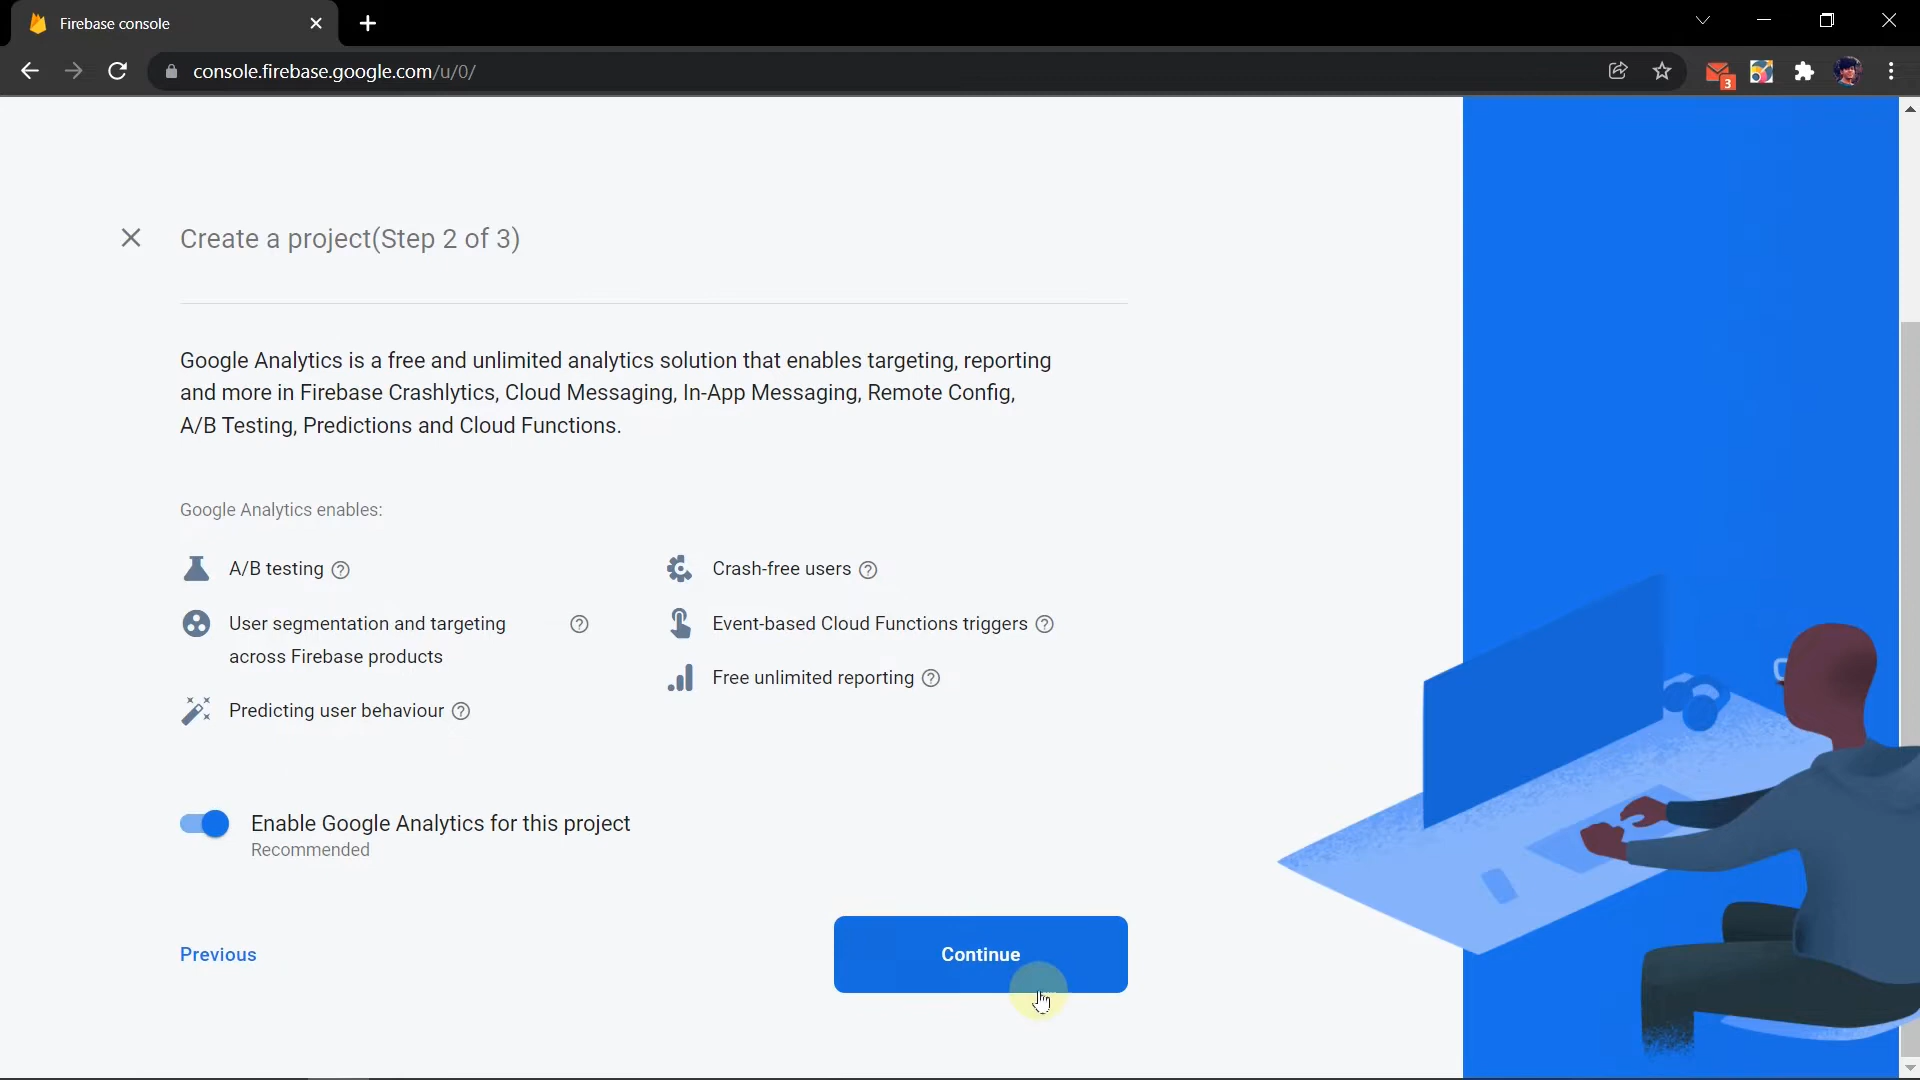 Firebase console
console.firebase.google.com/u/0/
3
Create a project(Step 2 of 3)
Google Analytics is a free and unlimited analytics solution that enables targeting, reporting
and more in Firebase Crashlytics, Cloud Messaging, In-App Messaging, Remote Config,
A/B Testing, Predictions and Cloud Functions.
Google Analytics enables:
A/B testing
Crash-free users
User segmentation and targeting
across Firebase products
Event-based Cloud Functions triggers
Free unlimited reporting
Predicting user behaviour
Enable Google Analytics for this project
Recommended
Previous
Continue